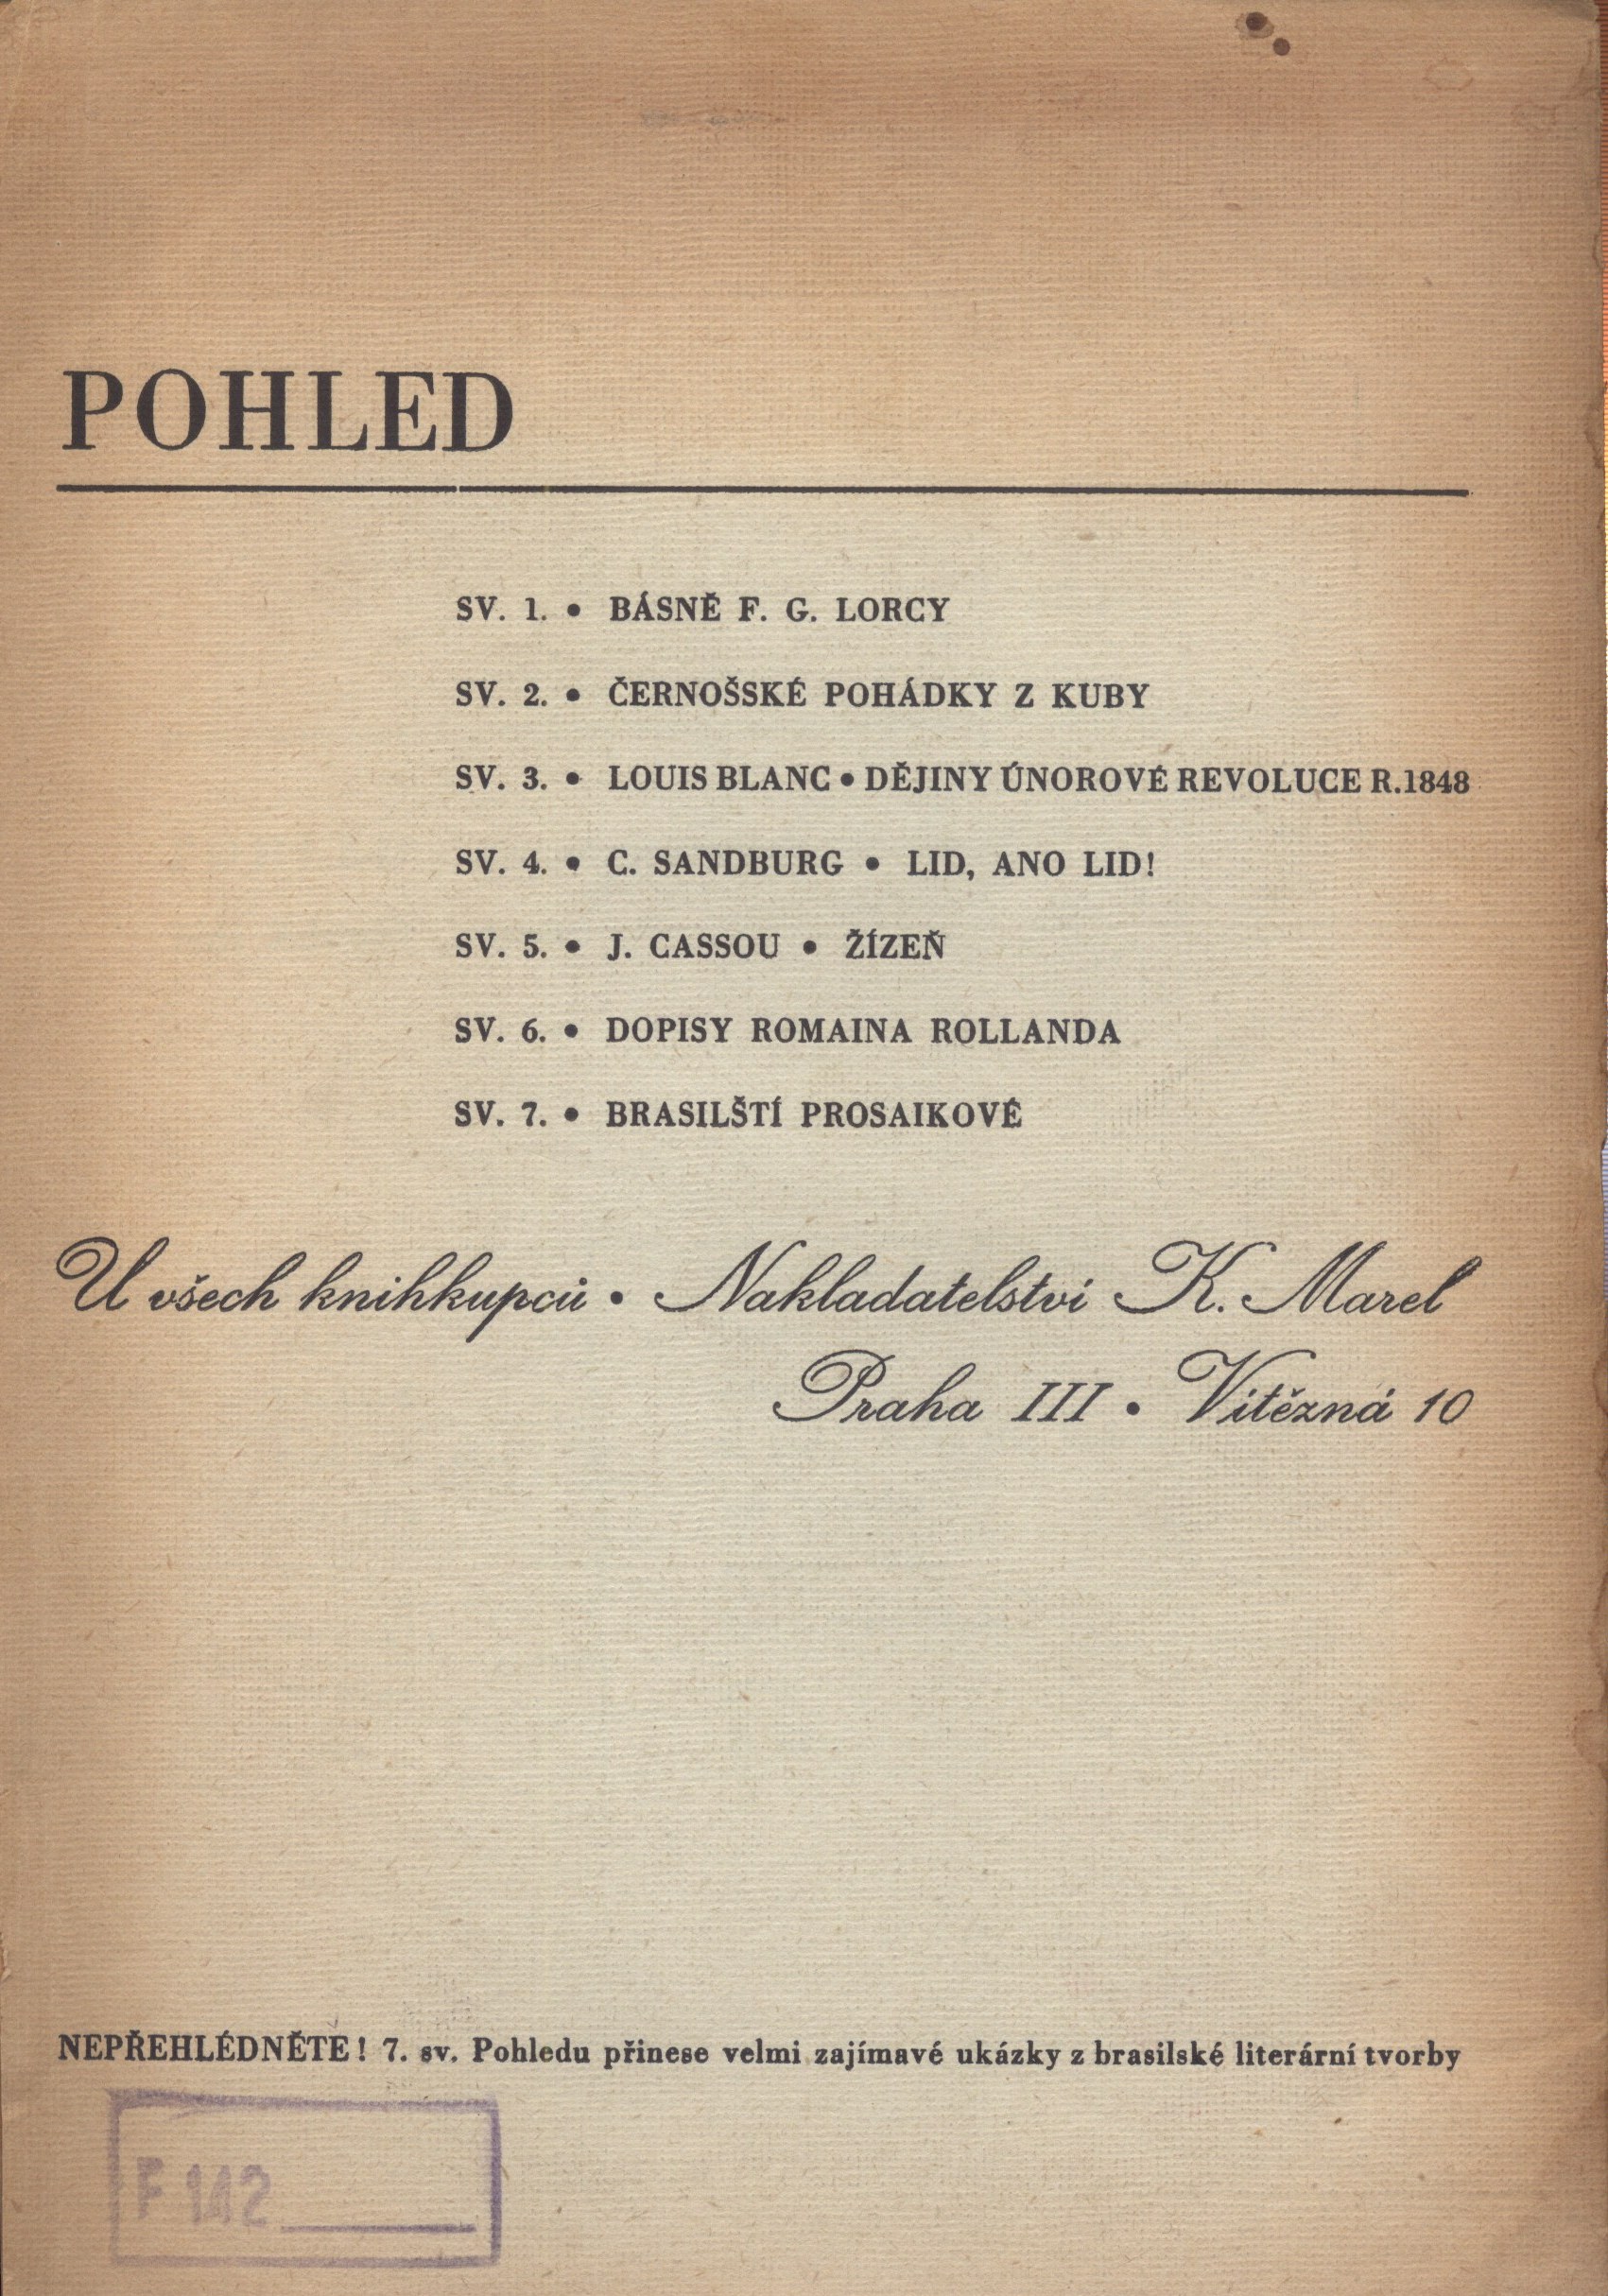 POHLED
SV. 1. • BÁSNĚ F. G. LORCY
SV. 2. • ČERNOŠSKÉ POHÁDKY Z KUBY
SV. 3. • LOUIS BLANC • DĚJINY ÚNOROVÉ REVOLUCE R. 1848
SV. 4. • C. SANDBURG • LID, ANO LID!
SV. 5. • J. CASSOU • ŽÍZEŇ
SV. 6. • DOPISY ROMAINA ROLLANDA
SV. 7. • BRASILŠTÍ PROSAIKOVÉ
U všech knihkupců • Nakladatelství K. Marel
Praha III • Vítězná 10
NEPŘEHLÉDNĚTE! 7. sv. Pohledu přinese velmi zajímavé ukázky z brasilské literární tvorby
F 142